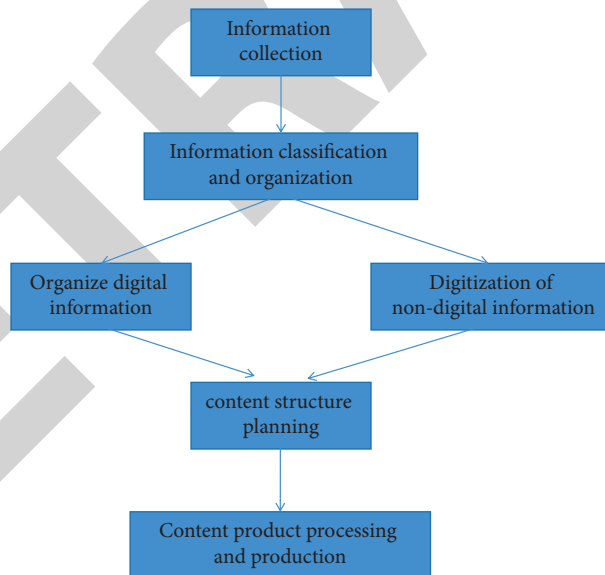 Information
collection
Information classification
and organization
Organize digital
information
Digitization of
non-digital information
content structure
planning
Content product processing
and production